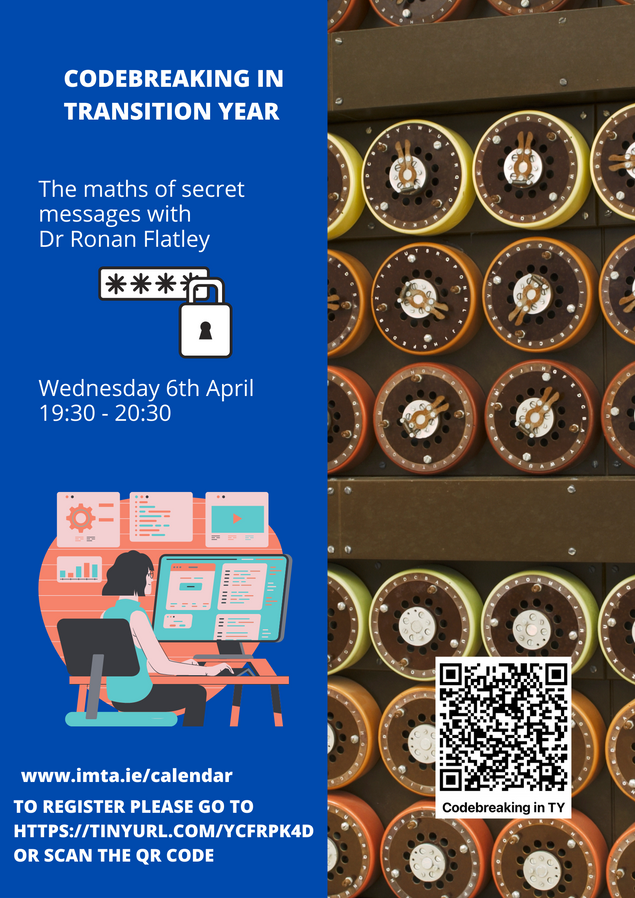 CODEBREAKING IN
TRANSITION YEAR
The maths of secret
messages with
Dr Ronan Flatley
****
Wednesday 6th April
19:30 - 20:30
www.imta.ie/calendar
TO REGISTER PLEASE GO TO
HTTPS://TINYURL.COM/YCFRPK4D
OR SCAN THE QR CODE
Codebreaking in TY